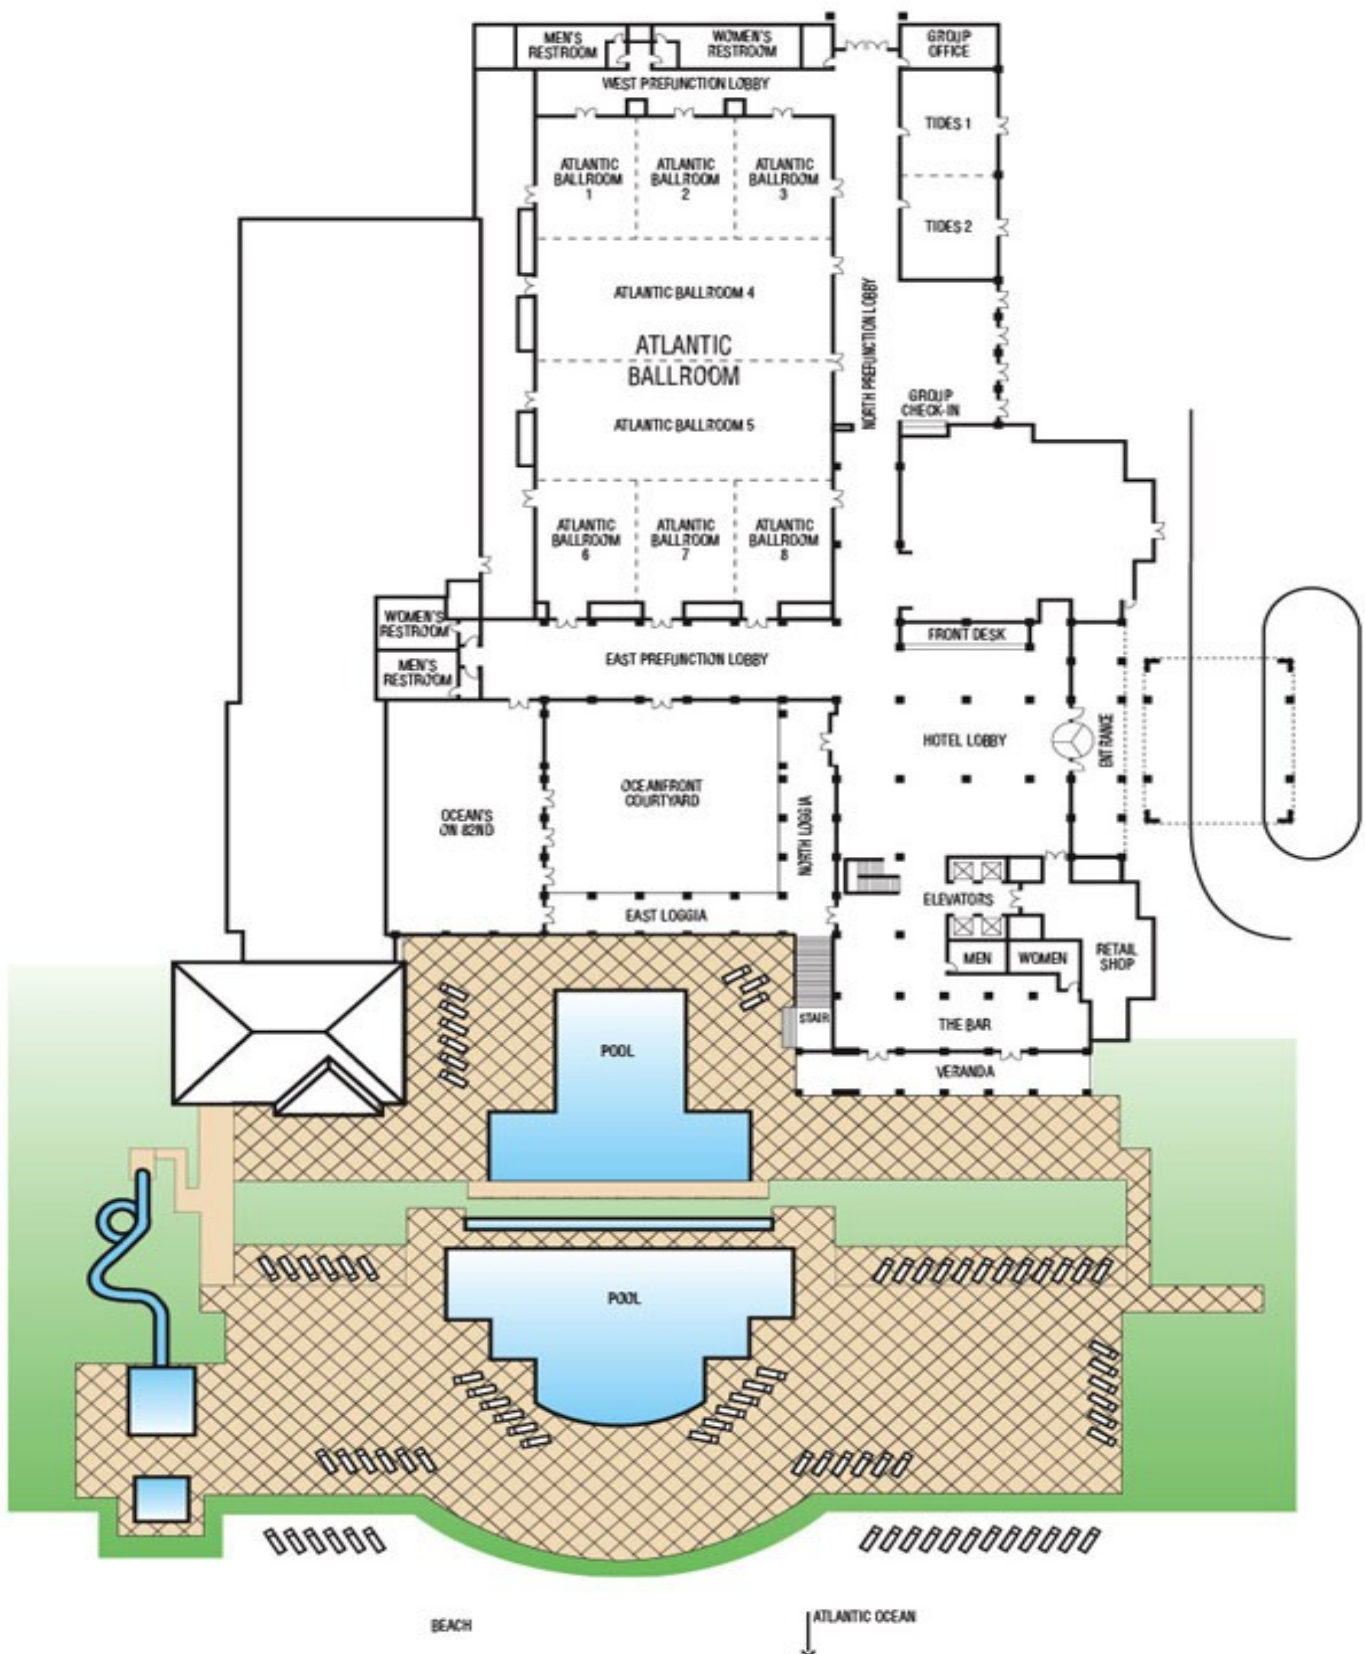 MEN'S
RESTROOM
WOMEN'S
RESTROOM
GROUP
OFFICE
WEST PREFUNCTION LOBBY
TIDES 1
ATLANTIC
BALLROOM
1
ATLANTIC
BALLROOM
2
ATLANTIC
BALLROOM
3
TIDES 2
ATLANTIC BALLROOM 4
ATLANTIC
BALLROOM
NORTH PREFUNCTION LOBBY
GROUP
CHECK-IN
ATLANTIC BALLROOM 5
ATLANTIC
BALLROOM
6
ATLANTIC
BALLROOM
7
ATLANTIC
BALLROOM
8
WOMEN'S
RESTROOM
MEN'S
RESTROOM
EAST PREFUNCTION LOBBY
FRONT DESK
HOTEL LOBBY
ENTRANCE
OCEANFRONT
COURTYARD
OCEAN'S
ON 82ND
NORTH LOGGIA
EAST LOGGIA
ELEVATORS
MEN
WOMEN
RETAIL
SHOP
STAIR
THE BAR
POOL
VERANDA
POOL
BEACH
ATLANTIC OCEAN